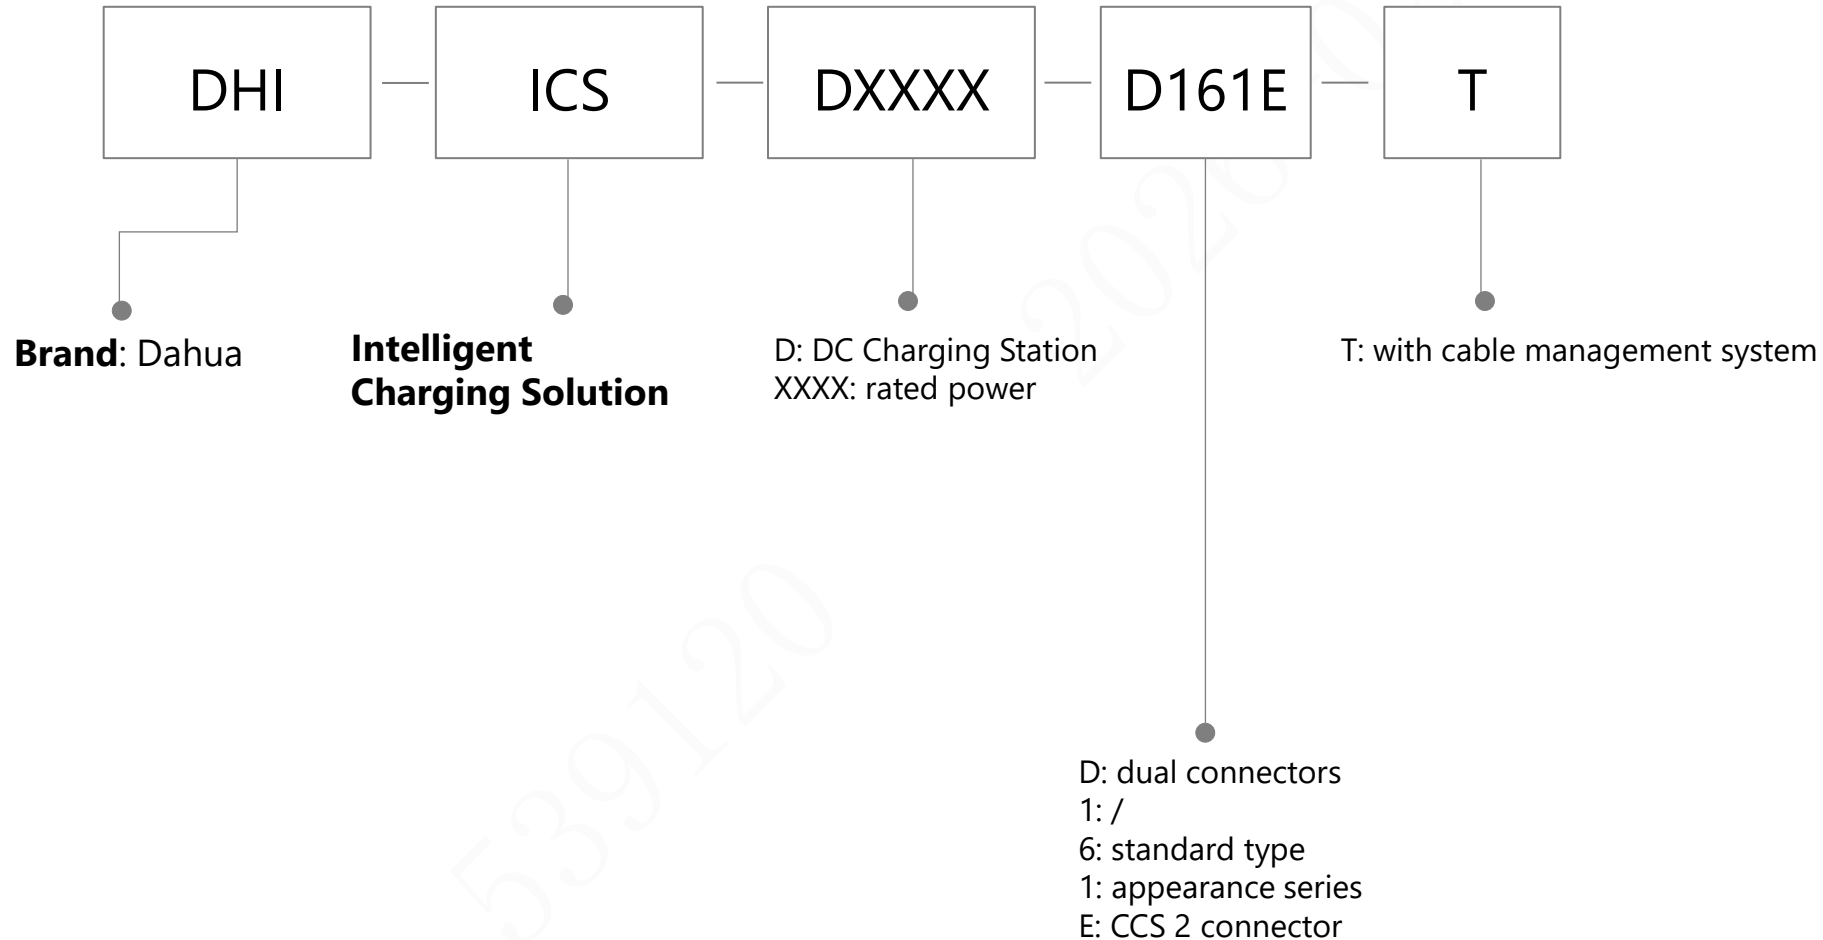 DHI
ICS
DXXXX
D161E
T
Brand: Dahua
Intelligent
Charging Solution
D: DC Charging Station
XXXX: rated power
T: with cable management system
D: dual connectors
1: /
6: standard type
1: appearance series
E: CCS 2 connector
539120